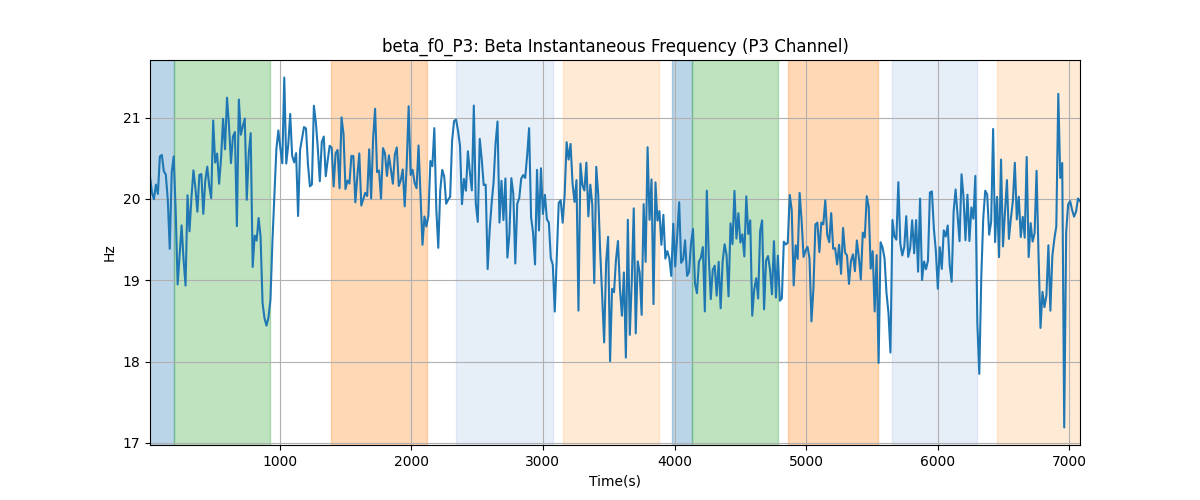 beta_f0_P3: Beta Instantaneous Frequency (P3 Channel)
21
20
19
18
17
Hz
1000 2000 3000 4000 5000 6000 7000
Time(s)